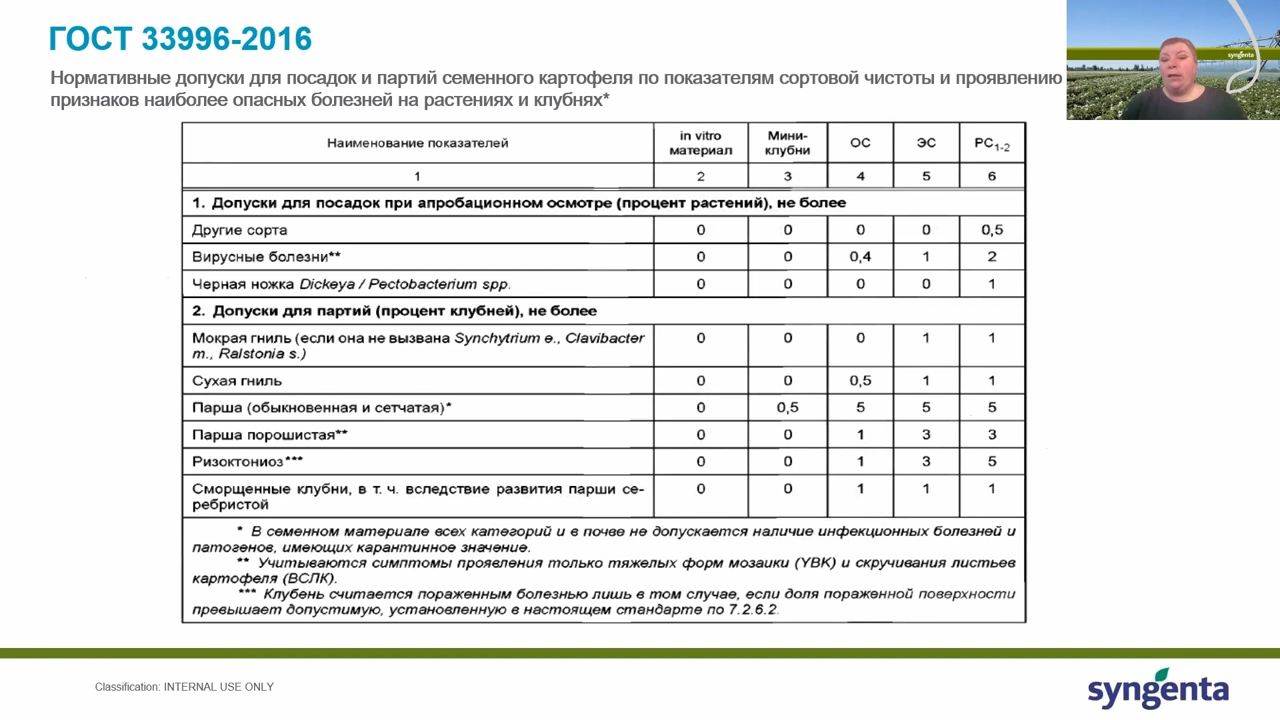 ГОСТ 33996-2016
Нормативные допуски для посадок и партий семенного картофеля по показателям сортовой чистоты и проявлению
признаков наиболее опасных болезней на растениях и клубнях*
syngenta
Наименование показателей in vitro материал Мини-клубни ОС ЭС РС1-2
1 2 3 4 5 6
1. Допуски для посадок при апробационном осмотре (процент растений), не более
Другие сорта 0 0 0 0 0,5
Вирусные болезни** 0 0 0,4 1 2
Черная ножка Dickeya / Pectobacterium spp. 0 0 0 0 1
2. Допуски для партий (процент клубней), не более
Мокрая гниль (если она не вызвана Synchytrium e., Clavibacter
m., Ralstonia s.) 0 0 0 1 1
Сухая гниль 0 0 0,5 1 1
Парша (обыкновенная и сетчатая)* 0 0,5 5 5 5
Парша порошистая** 0 0 1 3 3
Ризоктониоз*** 0 0 1 3 5
Сморщенные клубни, в т. ч. вследствие развития парши се-
ребристой 0 0 1 1 1
* В семенном материале всех категорий и в почве не допускается наличие инфекционных болезней и
патогенов, имеющих карантинное значение.
** Учитываются симптомы проявления только тяжелых форм мозаики (YBK) и скручивания листьев
картофеля (ВСЛК).
*** Клубень считается пораженным болезнью лишь в том случае, если доля пораженной поверхности
превышает допустимую, установленную в настоящем стандарте по 7.2.6.2.
Classification: INTERNAL USE ONLY
syngenta